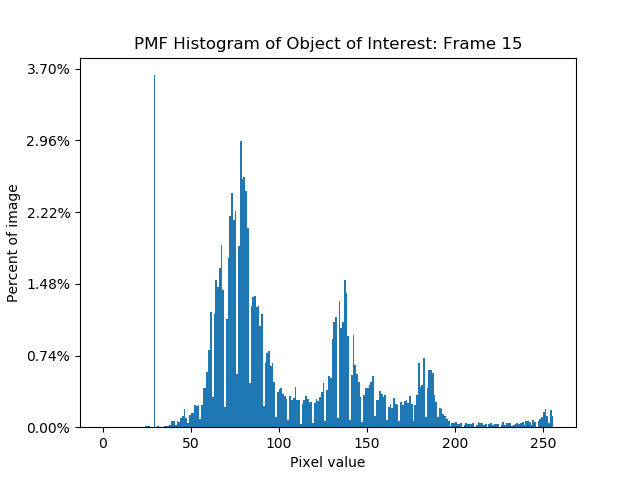 PMF Histogram of Object of Interest: Frame 15
3.70%
2.96%
2.22%
1.48%
0.74%
0.00%
Percent of image
0 50 100 150 200 250
Pixel value